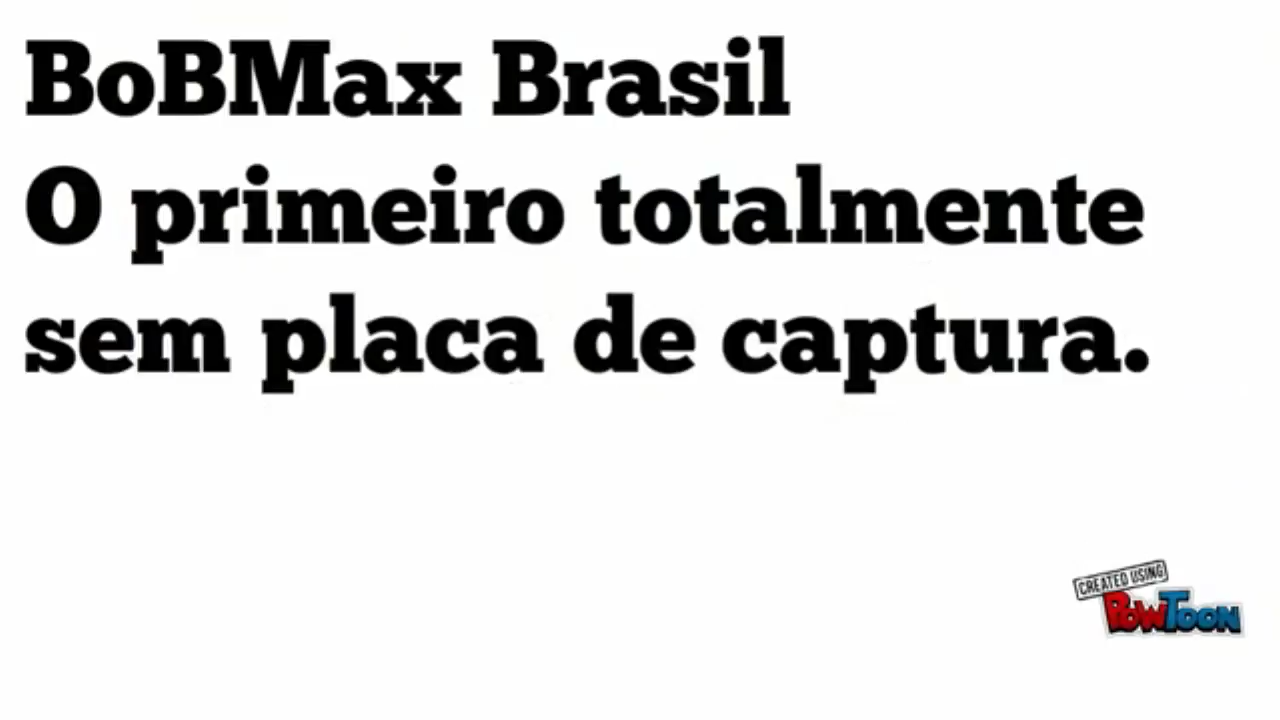 BoBMax Brasil
O primeiro totalmente
sem placa de captura.
CREATED USING
POWTOON